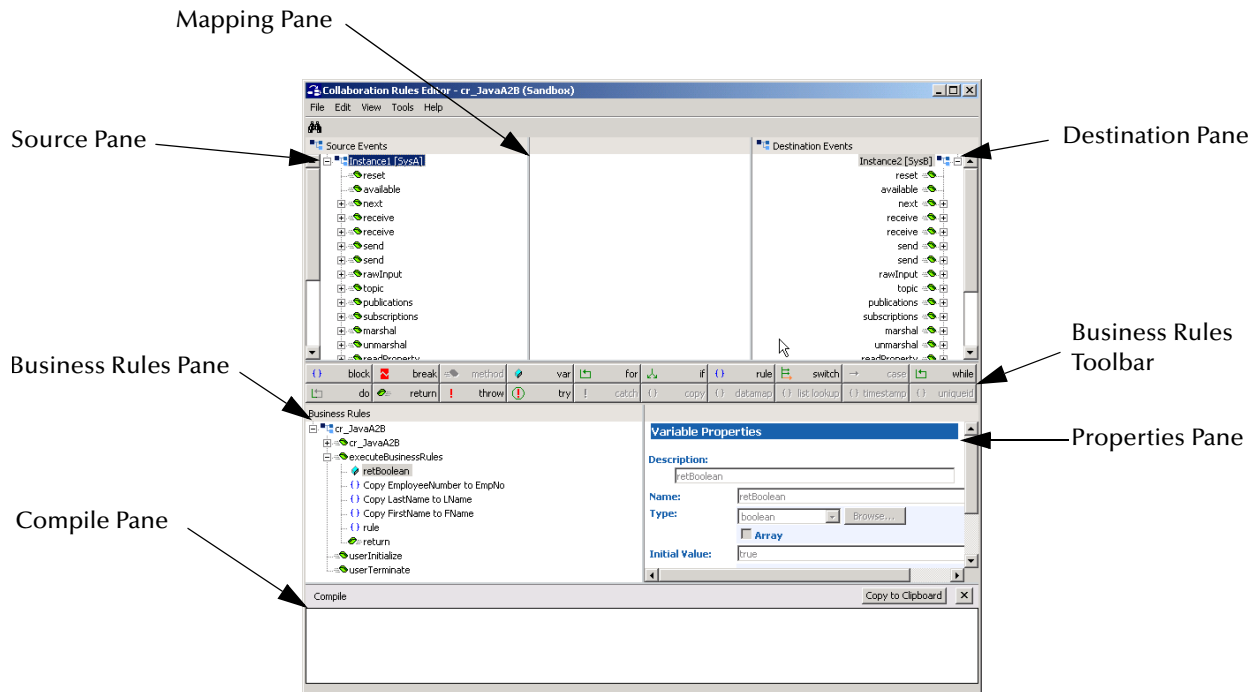 Mapping Pane
Source Pane
Destination Pane
Business Rules Pane
Business Rules
Toolbar
Properties Pane
Compile Pane
Collaboration Rules Editor - cr_JavaA2B (Sandbox)
File Edit View Tools Help
Source Events
Instance1 [SysA]
reset
available
next
receive
receive
send
send
rawInput
topic
publications
subscriptions
marshal
unmarshal
readProperty
Destination Events
Instance2 [SysB]
reset
available
next
receive
receive
send
send
rawInput
topic
publications
subscriptions
marshal
unmarshal
readProperty
{} block break method var for if {} rule switch case while
do return ! throw try ! catch {} copy {} datamap {} list lookup {} timestamp {} uniqueid
Business Rules
cr_JavaA2B
cr_JavaA2B
executeBusinessRules
retBoolean
{} Copy EmployeeNumber to EmpNo
{} Copy LastName to LName
{} Copy FirstName to FName
{} rule
return
userInitialize
userTerminate
Variable Properties
Description:
retBoolean
Name: retBoolean
Type: boolean Browse...
Array
Initial Value: true
Compile Copy to Clipboard